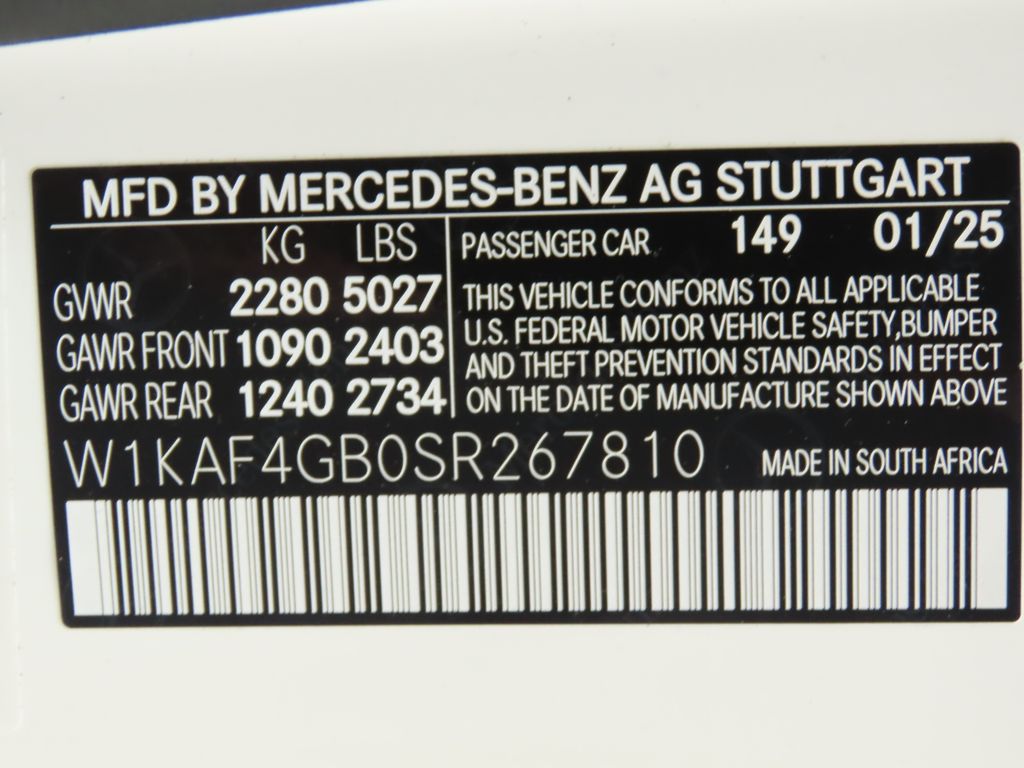 MFD BY MERCEDES-BENZ AG STUTTGART
KG LBS
GVWR 2280 5027
GAWR FRONT 1090 2403
GAWR REAR 1240 2734
PASSENGER CAR 149 01/25
THIS VEHICLE CONFORMS TO ALL APPLICABLE
U.S. FEDERAL MOTOR VEHICLE SAFETY,BUMPER
AND THEFT PREVENTION STANDARDS IN EFFECT
ON THE DATE OF MANUFACTURE SHOWN ABOVE
W1KAF4GB0SR267810
MADE IN SOUTH AFRICA